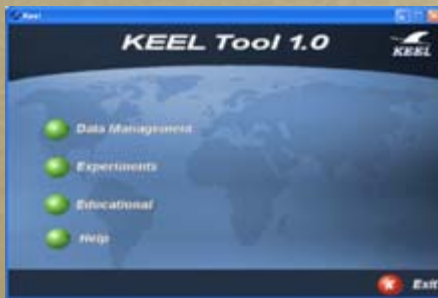 Keel
KEEL Tool 1.0
KEEL
Data Management
Experiments
Educational
Help
Exit